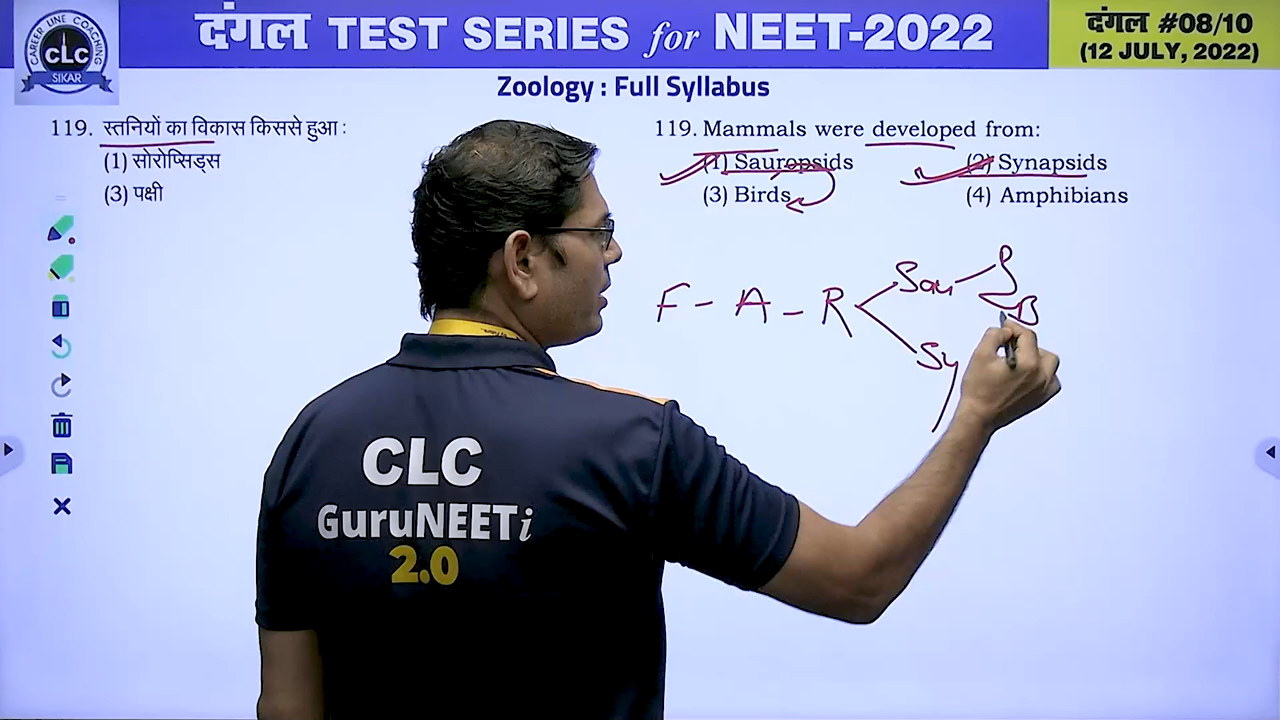 CAREER LINE COACHING
CLC
SIKAR
दंगल TEST SERIES for NEET-2022
दंगल #08/10
(12 JULY, 2022)
Zoology : Full Syllabus
119. स्तनियों का विकास किससे हुआ :
(1) सोरोप्सिड्स
(3) पक्षी
119. Mammals were developed from:
(1) Sauropsids (2) Synapsids
(3) Birds (4) Amphibians
F - A - R
Sau
B
Sy
CLC
GuruNEETi
2.0